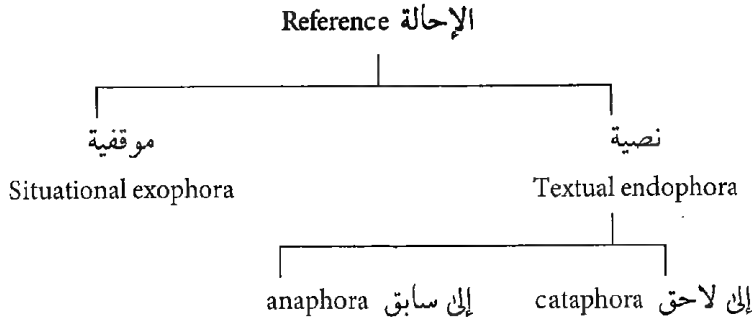 الإحالة Reference
موقفية نصية
Situational exophora Textual endophora
anaphora إلى سابق cataphora إلى لاحق